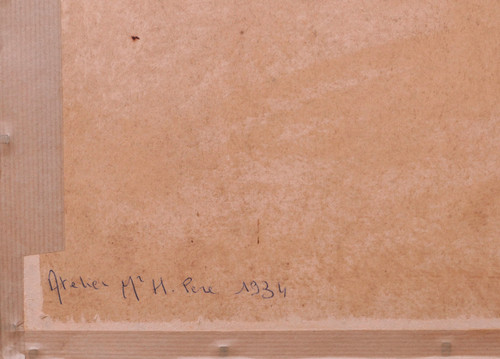 Atelier Mr H. Pere 1934